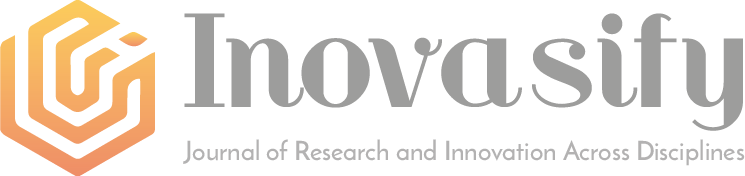 Inovasify
Journal of Research and Innovation Across Disciplines